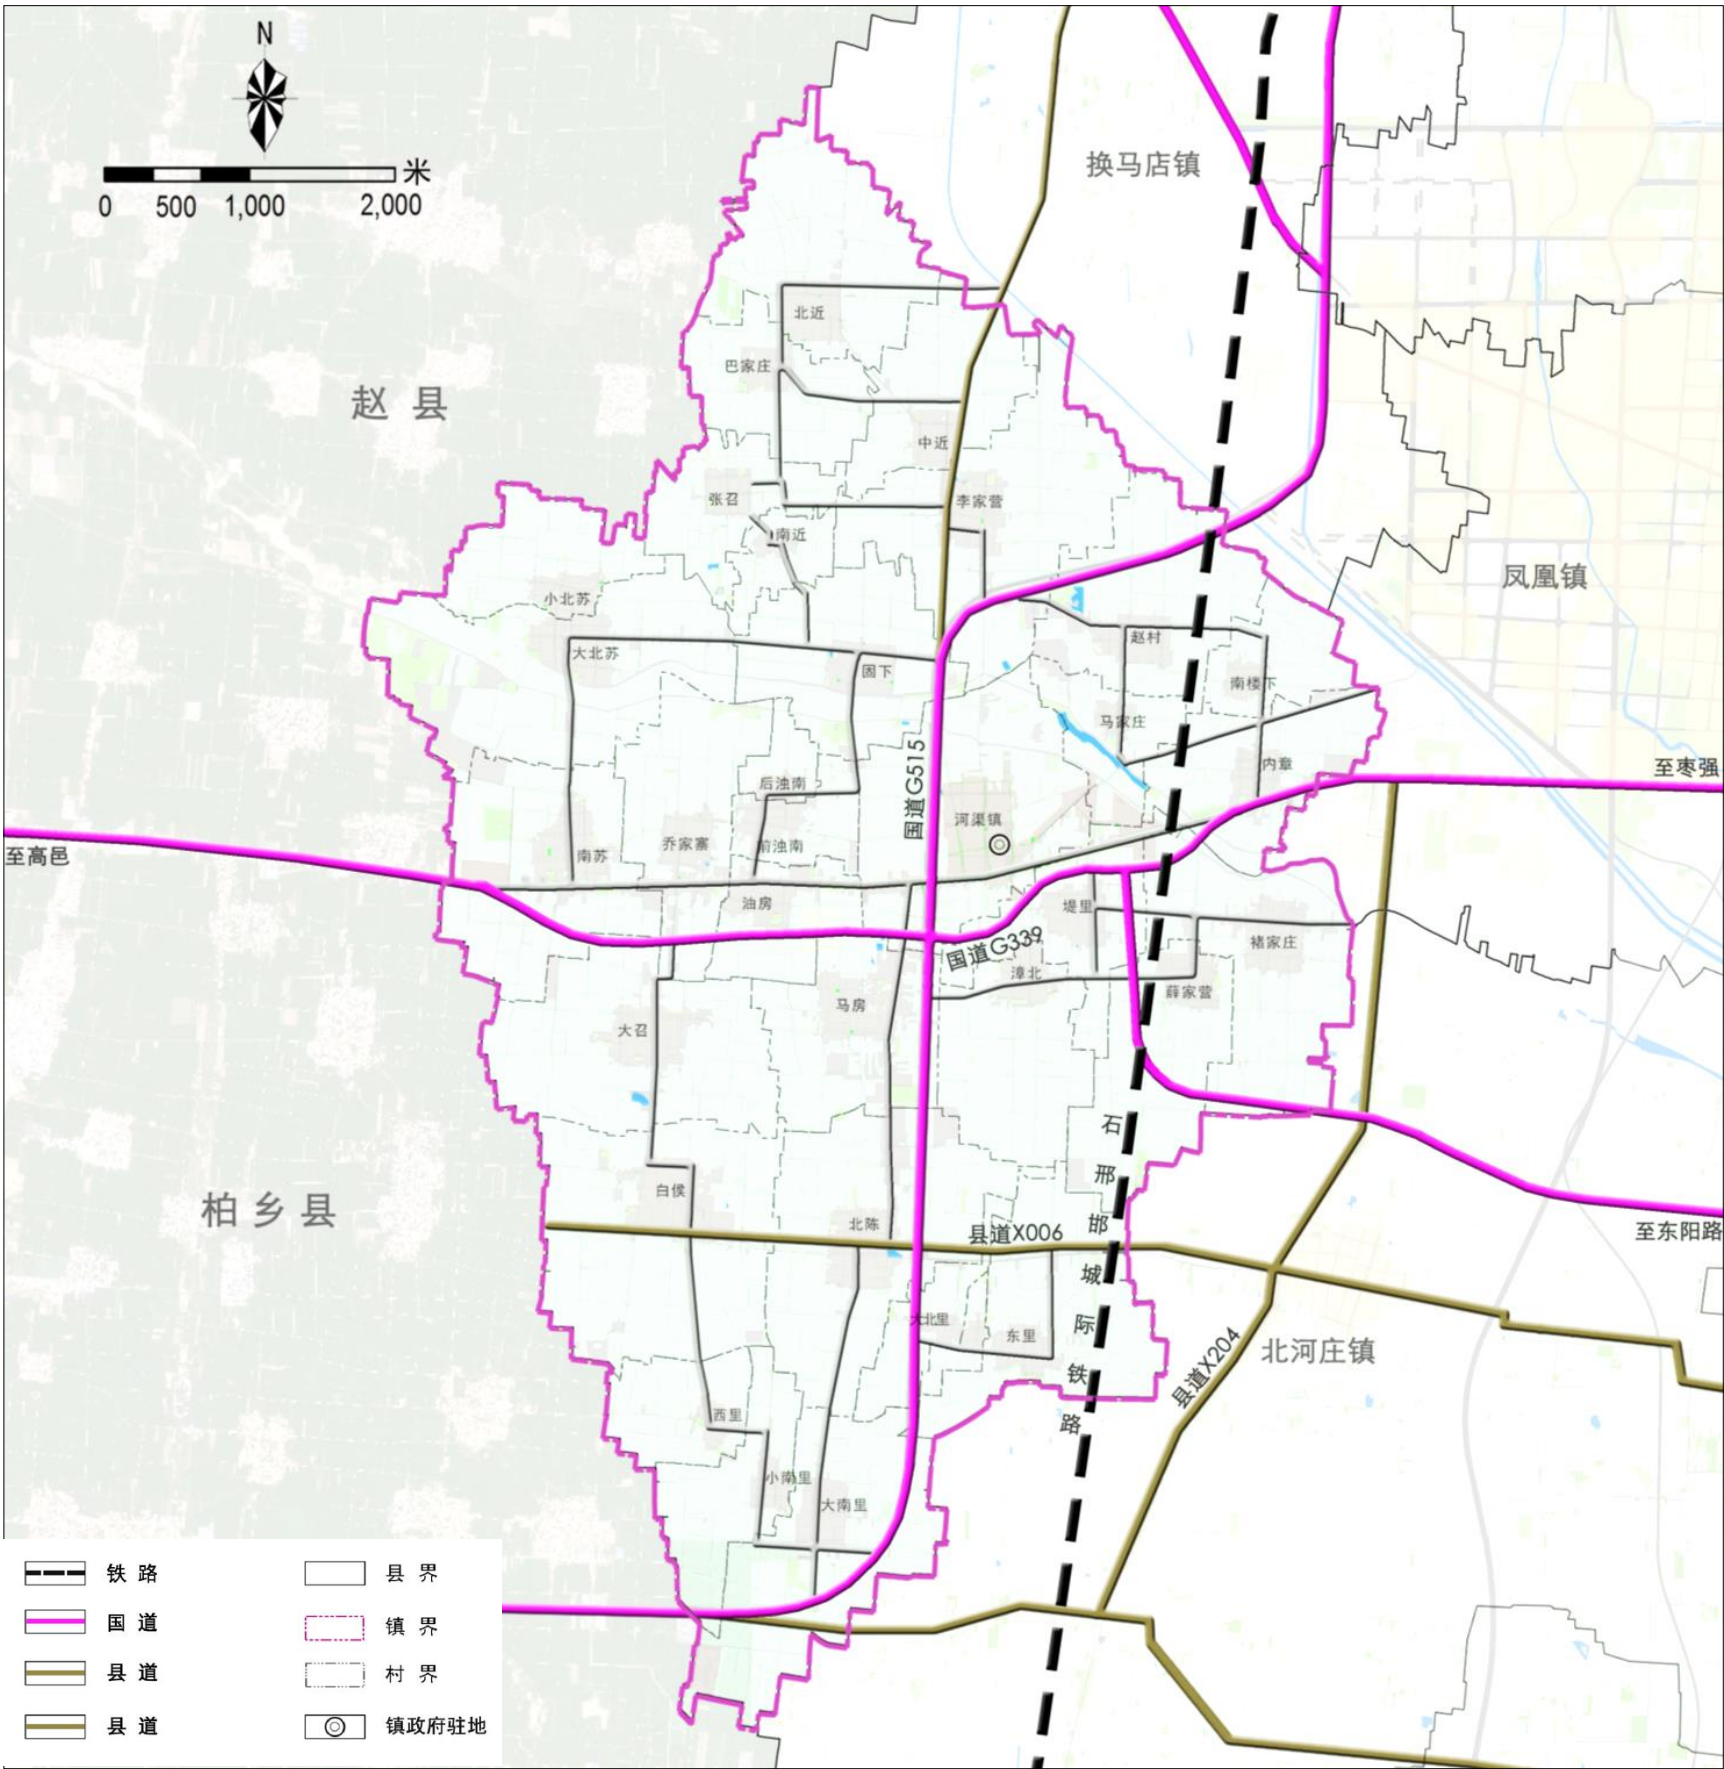 N
米
0 500 1,000 2,000
换马店镇
北近
巴家庄
赵县
中近
张召
李家营
南近
凤凰镇
小北苏
赵村
大北苏
固下
南楼下
马家庄
国道G515
内章
至枣强
后浊南
河渠镇
乔家寨
前浊南
南苏
至高邑
油房
堤里
国道G339
褚家庄
漳北
薛家营
马房
大召
石邢邯城际铁路
白侯
柏乡县
北陈
县道X006
至东阳路
大北里
东里
北河庄镇
县道X204
西里
小南里
大南里
铁路
国道
县道
县道
县界
镇界
村界
镇政府驻地